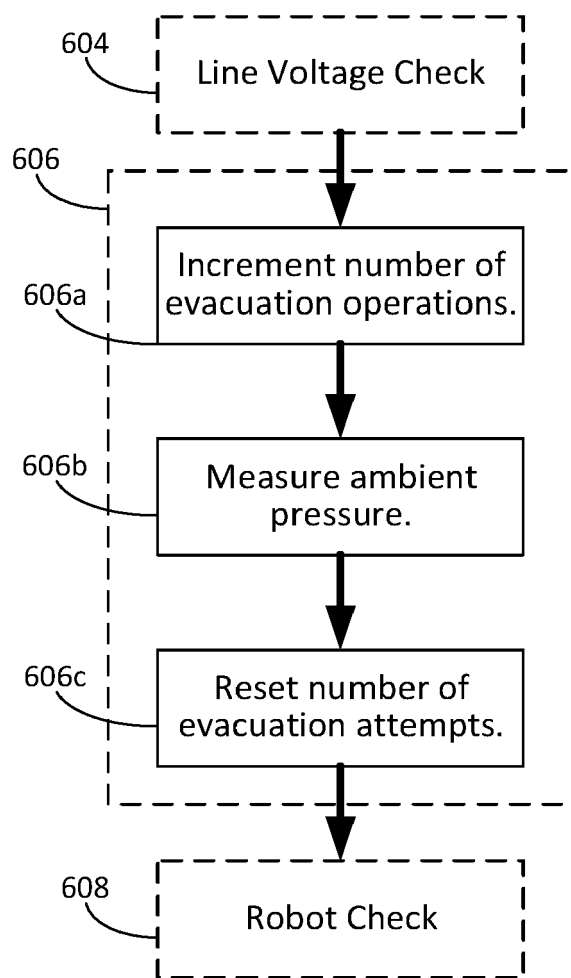 604
Line Voltage Check
606
606a
Increment number of
evacuation operations.
606b
Measure ambient
pressure.
606c
Reset number of
evacuation attempts.
608
Robot Check